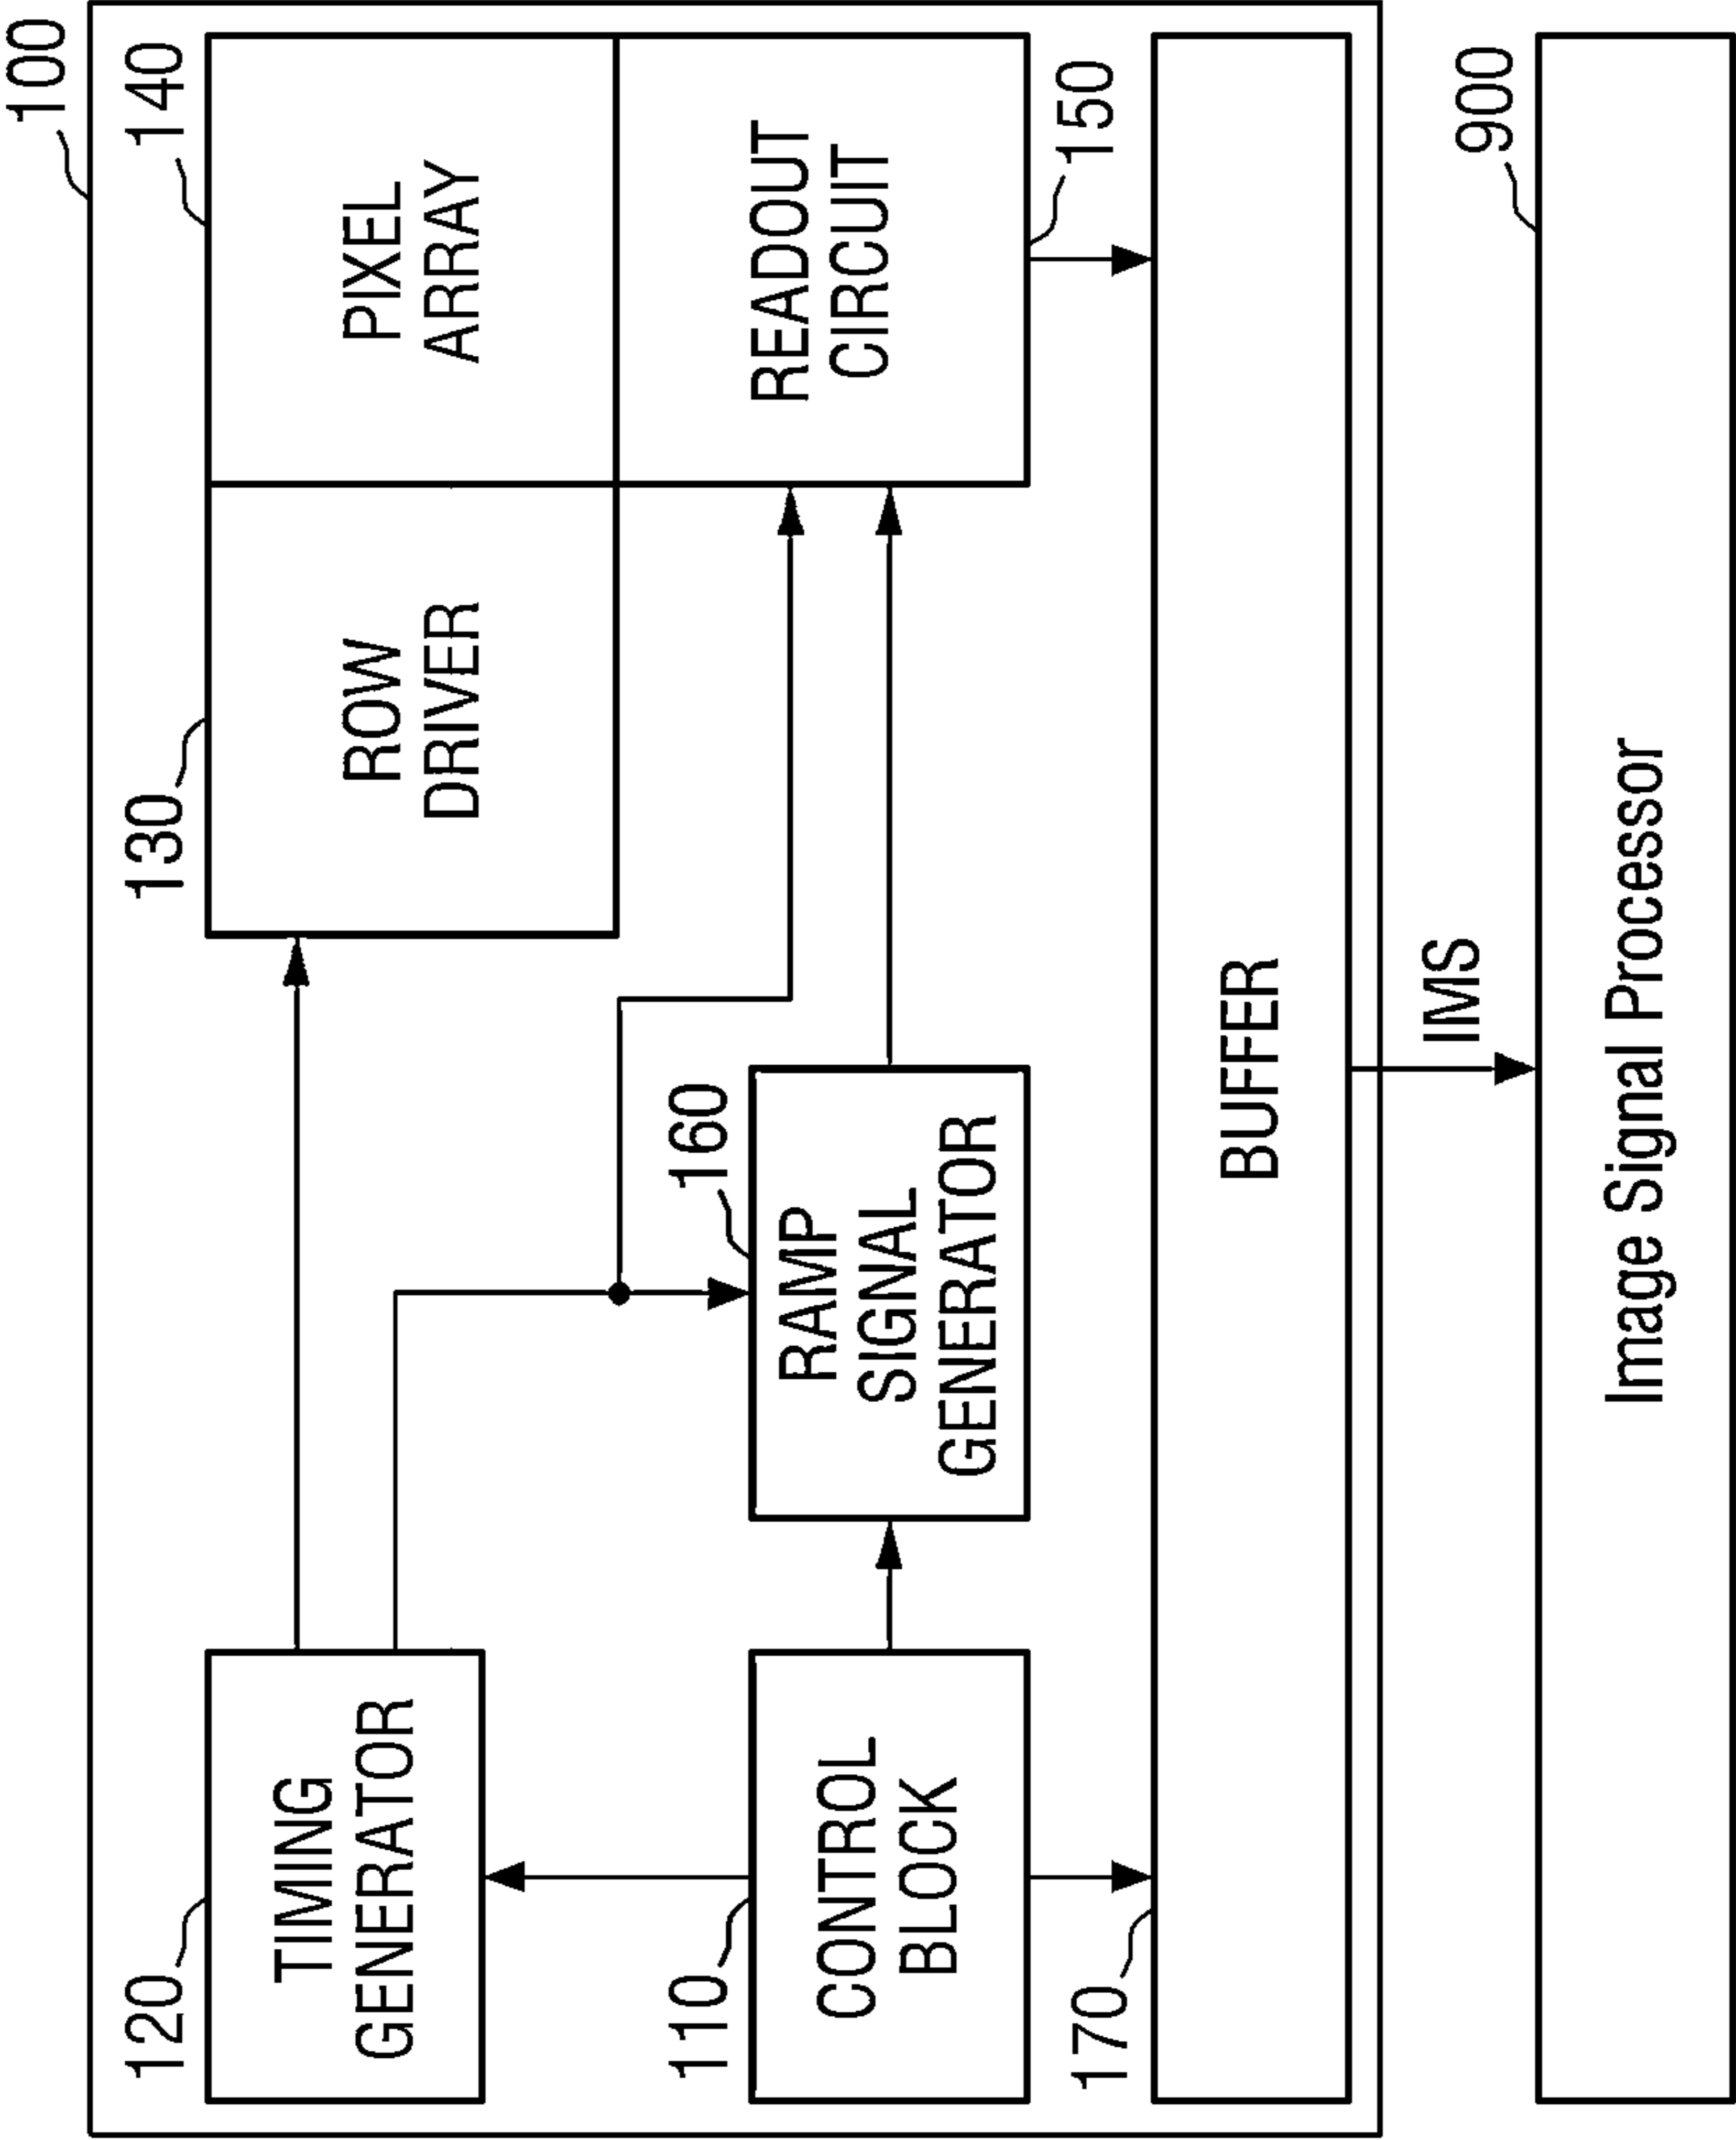 100
120
TIMING
GENERATOR
130
ROW
DRIVER
140
PIXEL
ARRAY
110
CONTROL
BLOCK
160
RAMP
SIGNAL
GENERATOR
READOUT
CIRCUIT
150
170
BUFFER
IMS
900
Image Signal Processor